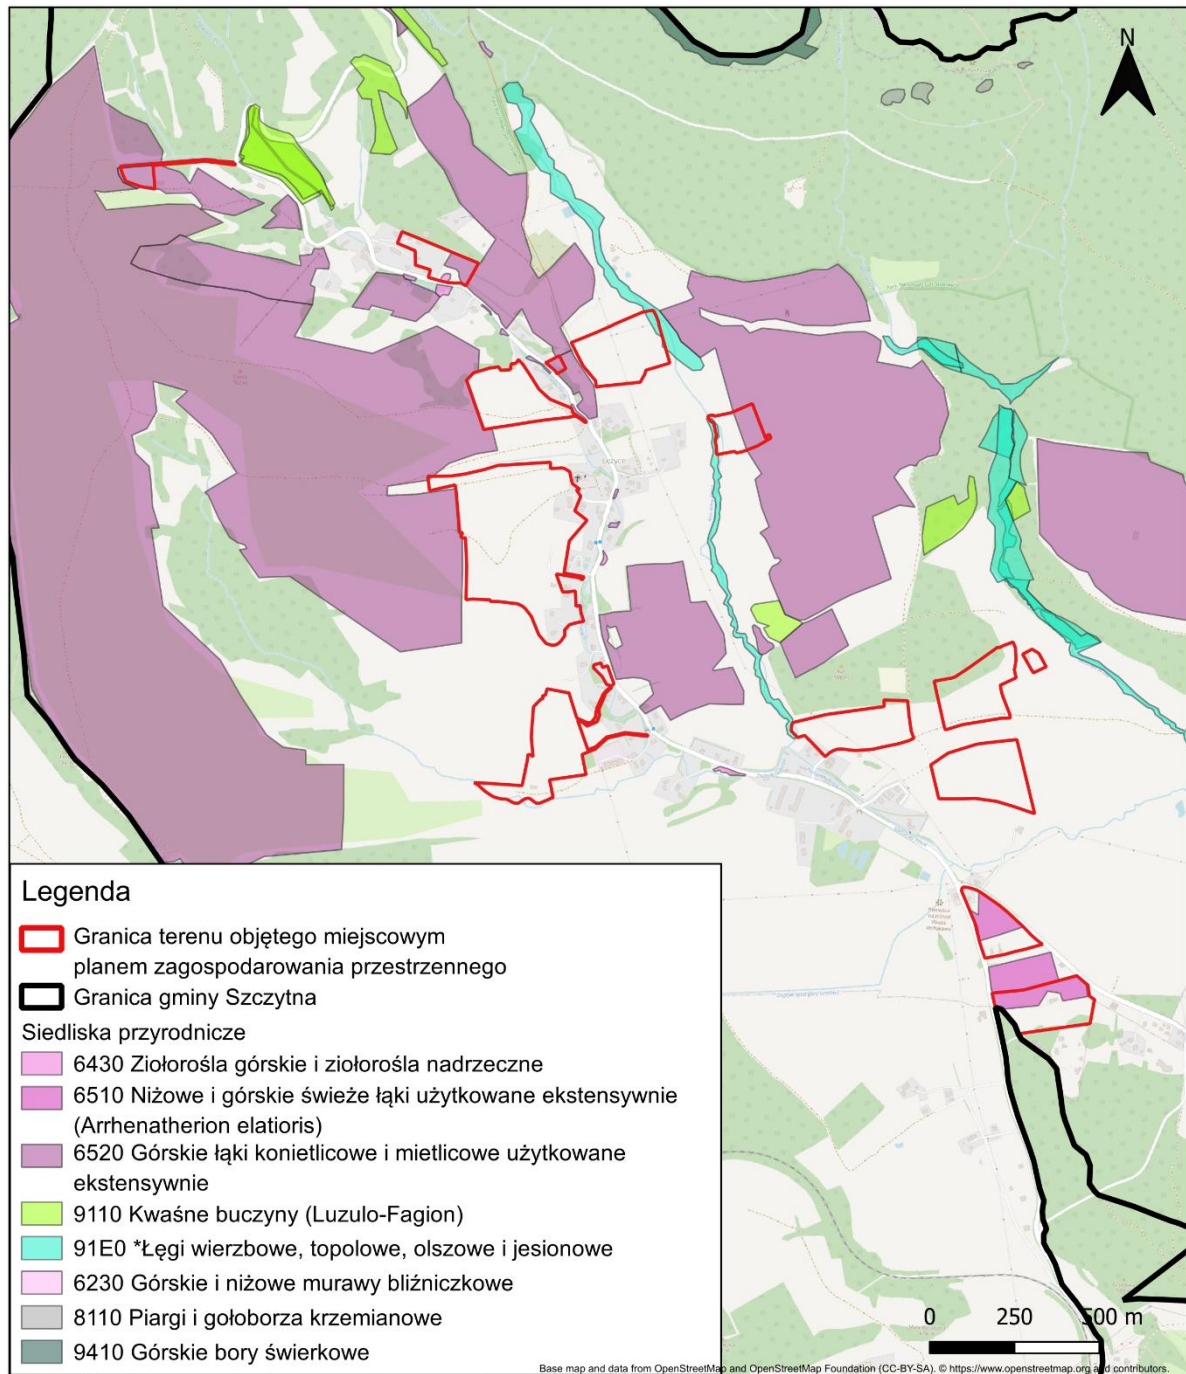 N
Łężyce
Legenda
Granica terenu objętego miejscowym
planem zagospodarowania przestrzennego
Granica gminy Szczytna
Siedliska przyrodnicze
6430 Ziołorośla górskie i ziołorośla nadrzeczne
6510 Niżowe i górskie świeże łąki użytkowane ekstensywnie
(Arrhenatherion elatioris)
6520 Górskie łąki konietlicowe i mietlicowe użytkowane
ekstensywnie
9110 Kwaśne buczyny (Luzulo-Fagion)
91E0 *Łęgi wierzbowe, topolowe, olszowe i jesionowe
6230 Górskie i niżowe murawy bliźniczkowe
8110 Piargi i gołoborza krzemianowe
9410 Górskie bory świerkowe
0 250 500 m
Base map and data from OpenStreetMap and OpenStreetMap Foundation (CC-BY-SA). © https://www.openstreetmap.org and contributors.